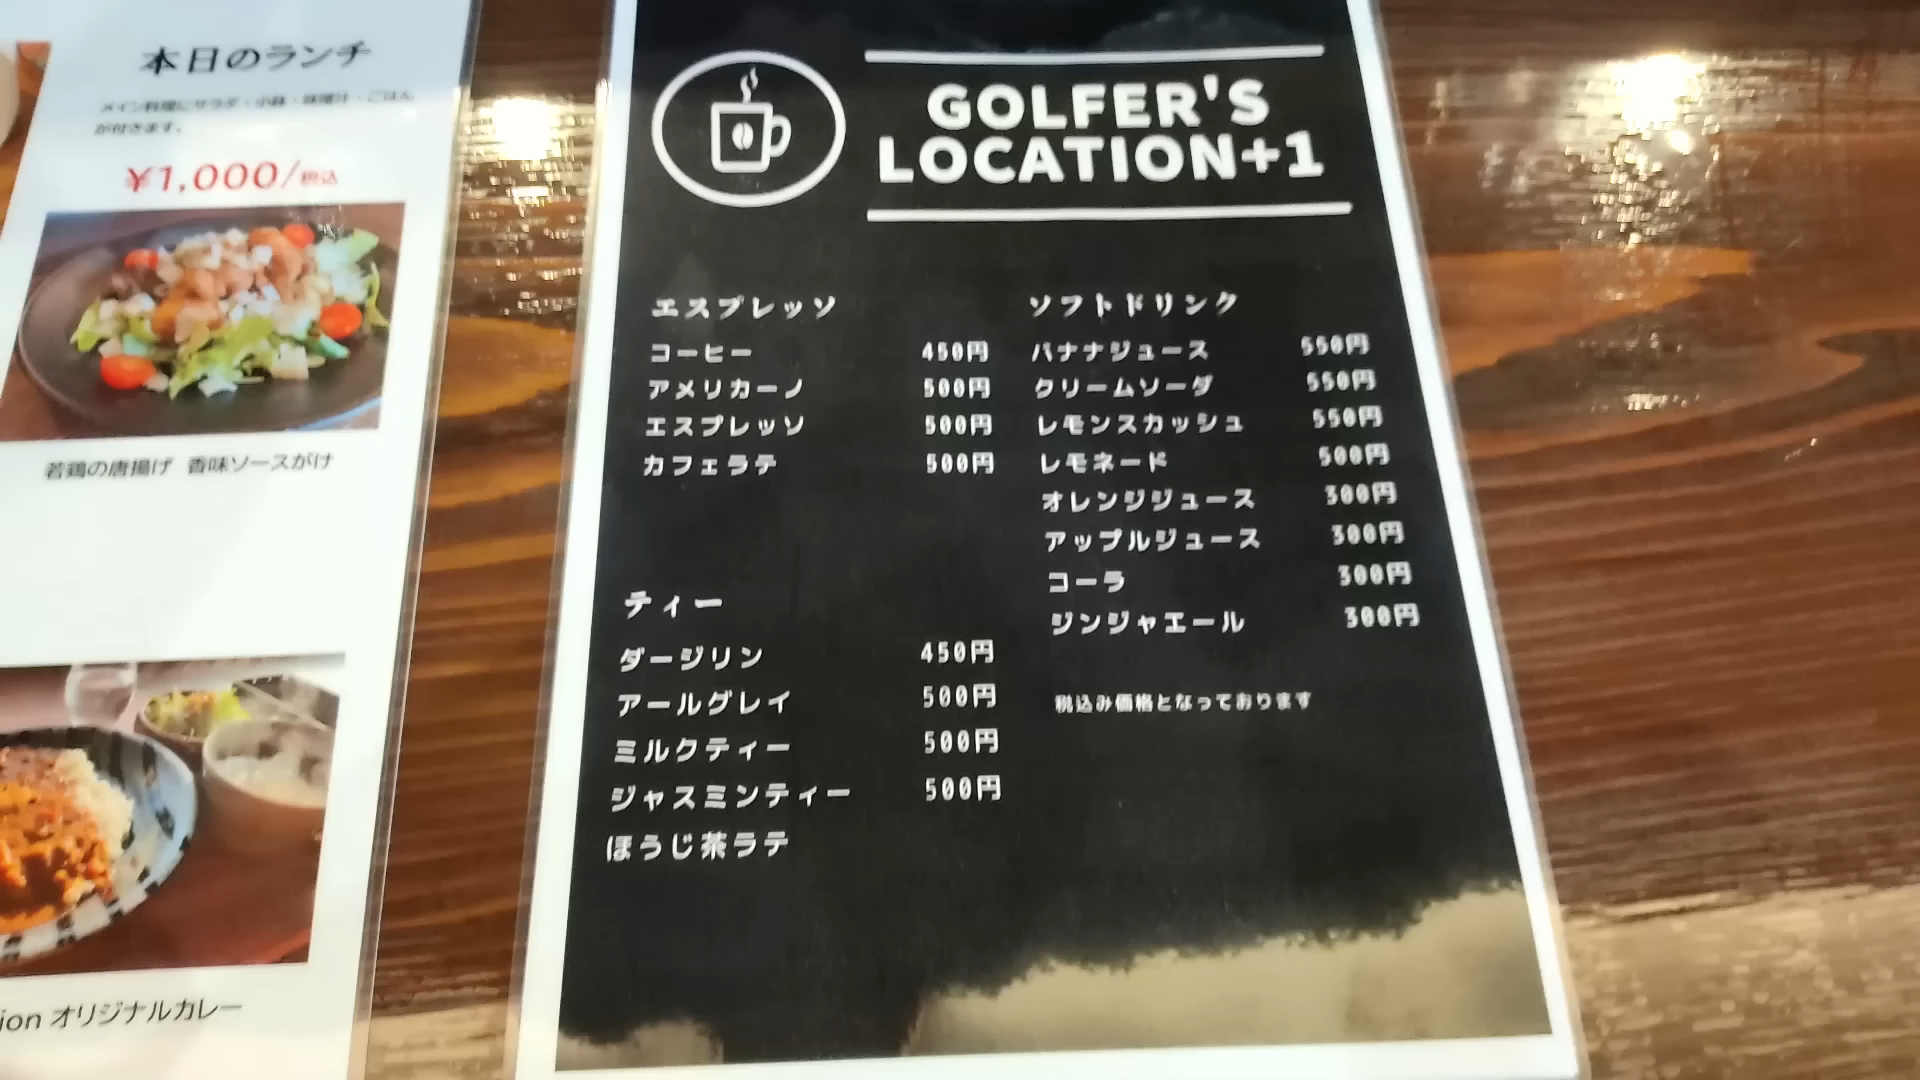 本日のランチ
メイン料理にサラダ・小鉢・味噌汁・ごはん
が付きます。
¥1,000/税込
若鶏の唐揚げ 香味ソースがけ
ion オリジナルカレー
GOLFER'S
LOCATION+1
エスプレッソ
コーヒー 450円
アメリカーノ 500円
エスプレッソ 500円
カフェラテ 500円
ティー
ダージリン 450円
アールグレイ 500円
ミルクティー 500円
ジャスミンティー 500円
ほうじ茶ラテ
ソフトドリンク
バナナジュース 550円
クリームソーダ 550円
レモンスカッシュ 550円
レモネード 500円
オレンジジュース 300円
アップルジュース 300円
コーラ 300円
ジンジャエール 300円
税込み価格となっております